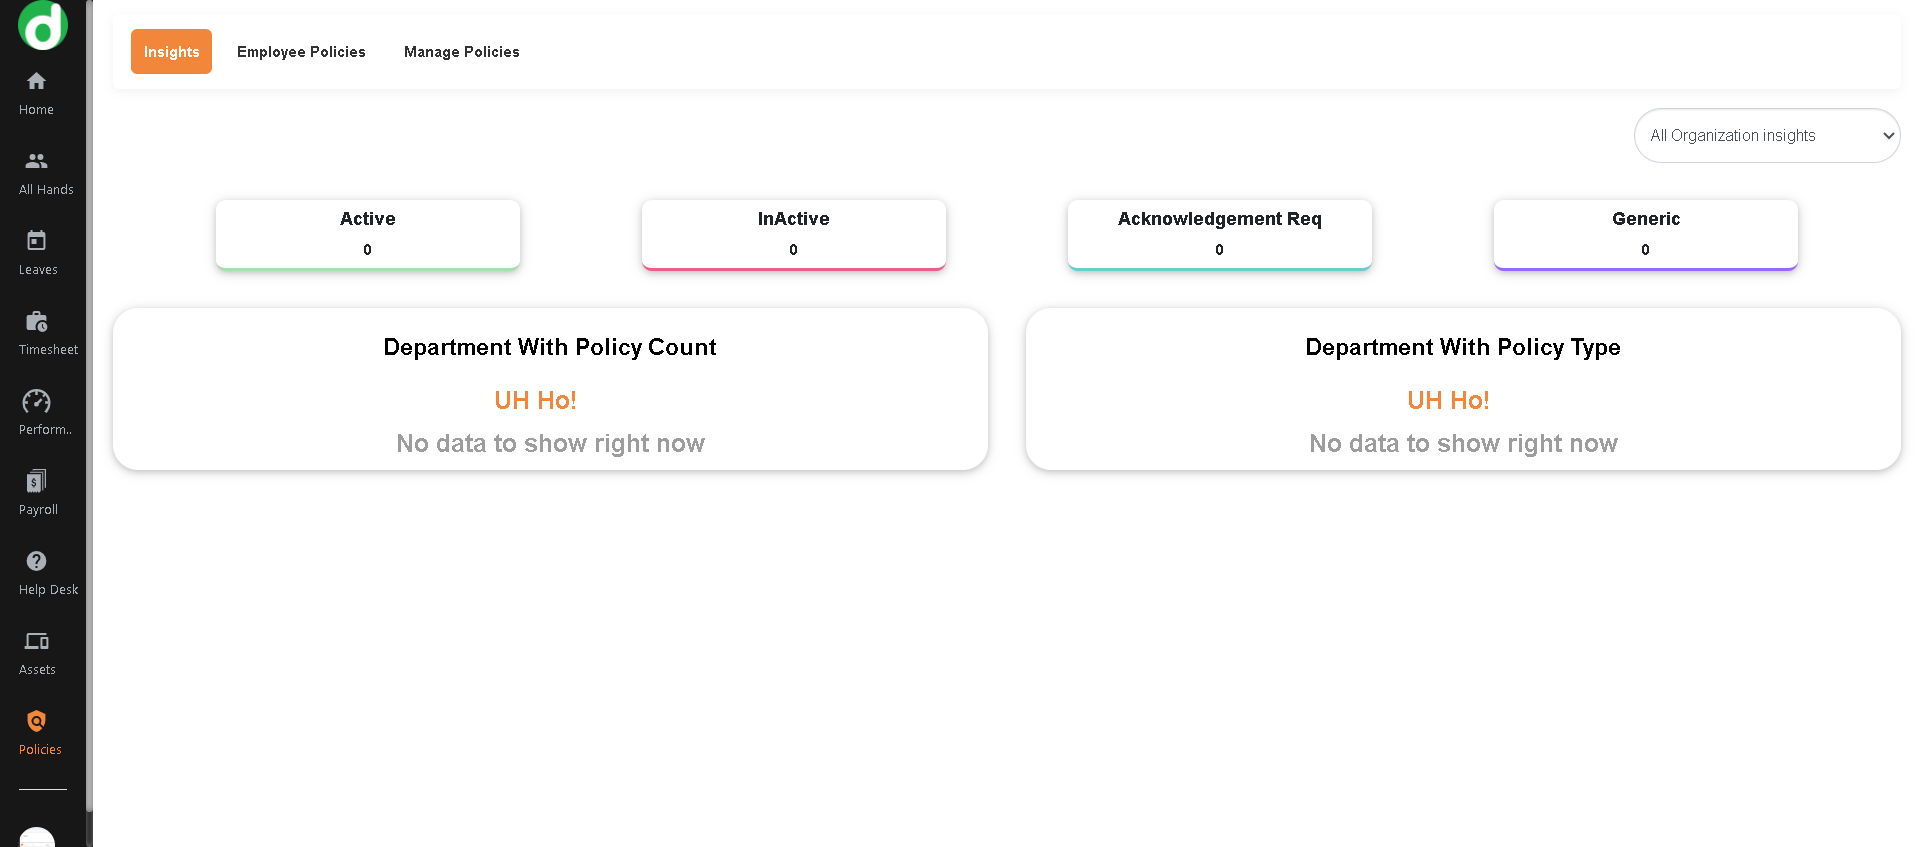 d
Home
All Hands
Leaves
Timesheet
Perform..
Payroll
Help Desk
Assets
Policies
Insights
Employee Policies
Manage Policies
All Organization insights
Active
0
InActive
0
Acknowledgement Req
0
Generic
0
Department With Policy Count
UH Ho!
No data to show right now
Department With Policy Type
UH Ho!
No data to show right now